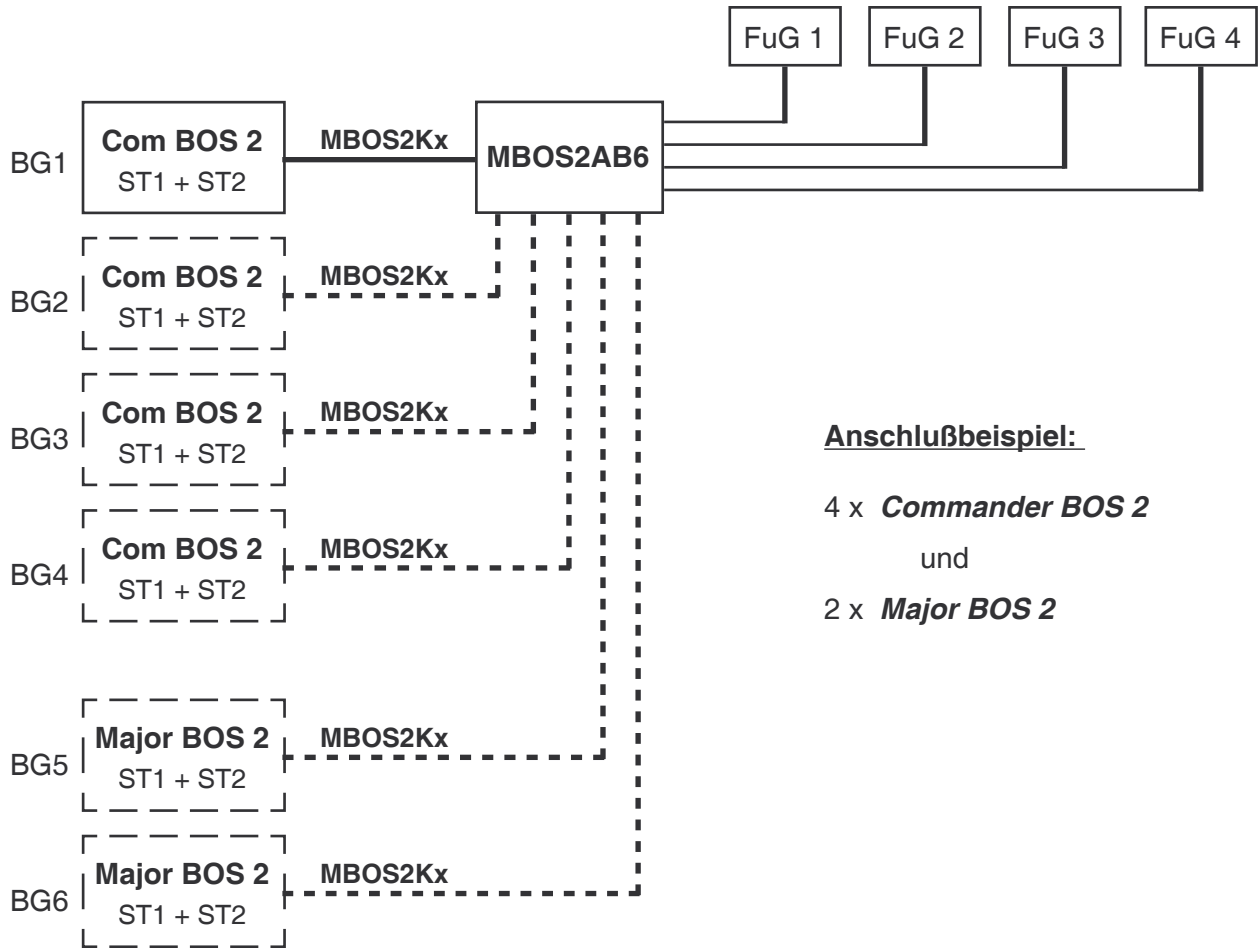 FuG 1
FuG 2
FuG 3
FuG 4
BG1
Com BOS 2
ST1 + ST2
MBOS2Kx
MBOS2AB6
BG2
Com BOS 2
ST1 + ST2
MBOS2Kx
BG3
Com BOS 2
ST1 + ST2
MBOS2Kx
BG4
Com BOS 2
ST1 + ST2
MBOS2Kx
BG5
Major BOS 2
ST1 + ST2
MBOS2Kx
BG6
Major BOS 2
ST1 + ST2
MBOS2Kx
Anschlußbeispiel:
4 x Commander BOS 2
und
2 x Major BOS 2